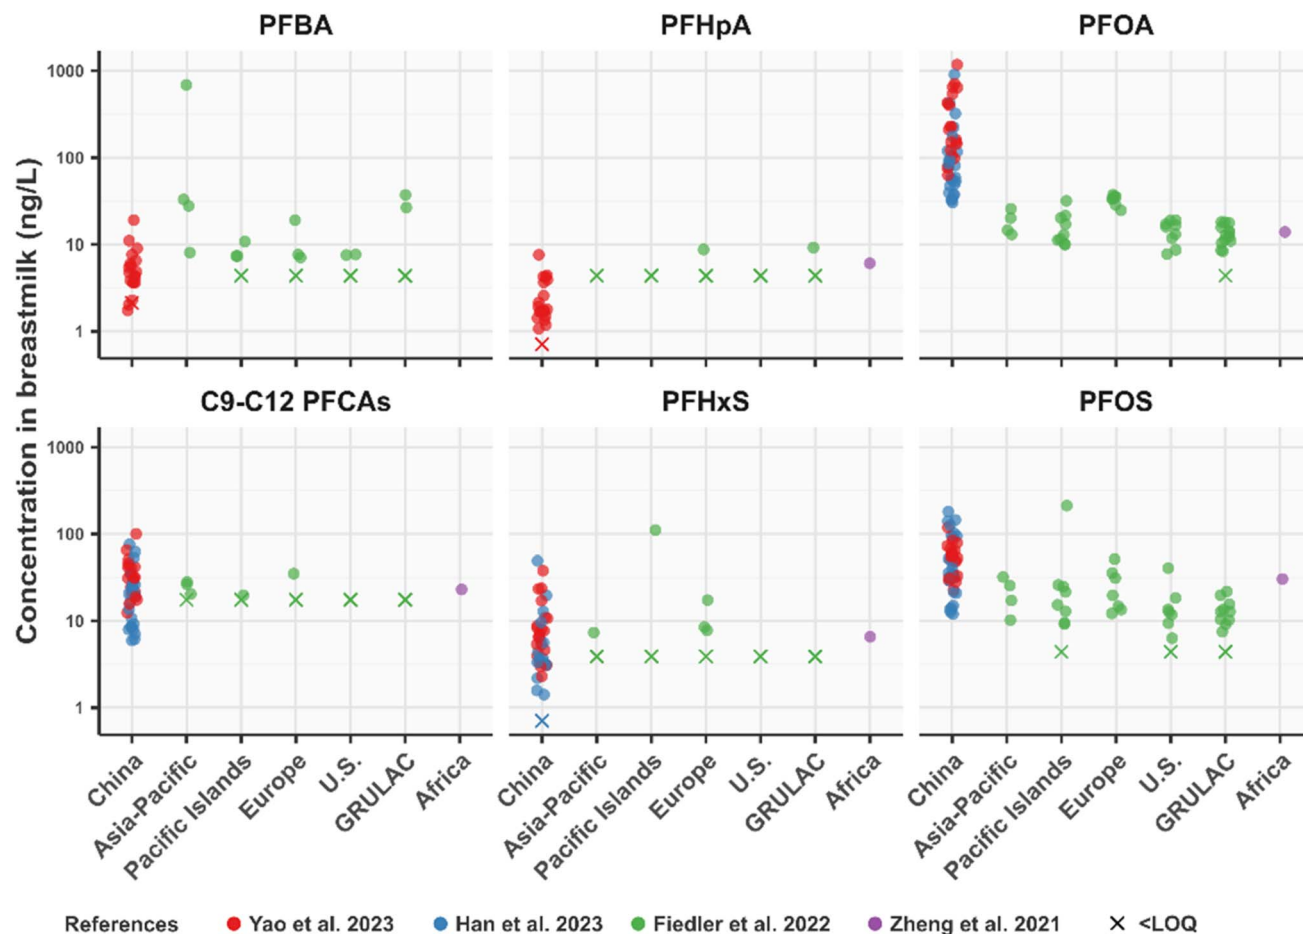 PFBA PFHpA PFOA
Concentration in breastmilk (ng/L)
1000
100
10
1
C9-C12 PFCAs PFHxS PFOS
1000
100
10
1
China Asia-Pacific Pacific Islands Europe U.S. GRULAC Africa
China Asia-Pacific Pacific Islands Europe U.S. GRULAC Africa
China Asia-Pacific Pacific Islands Europe U.S. GRULAC Africa
References Yao et al. 2023 Han et al. 2023 Fiedler et al. 2022 Zheng et al. 2021 <LOQ